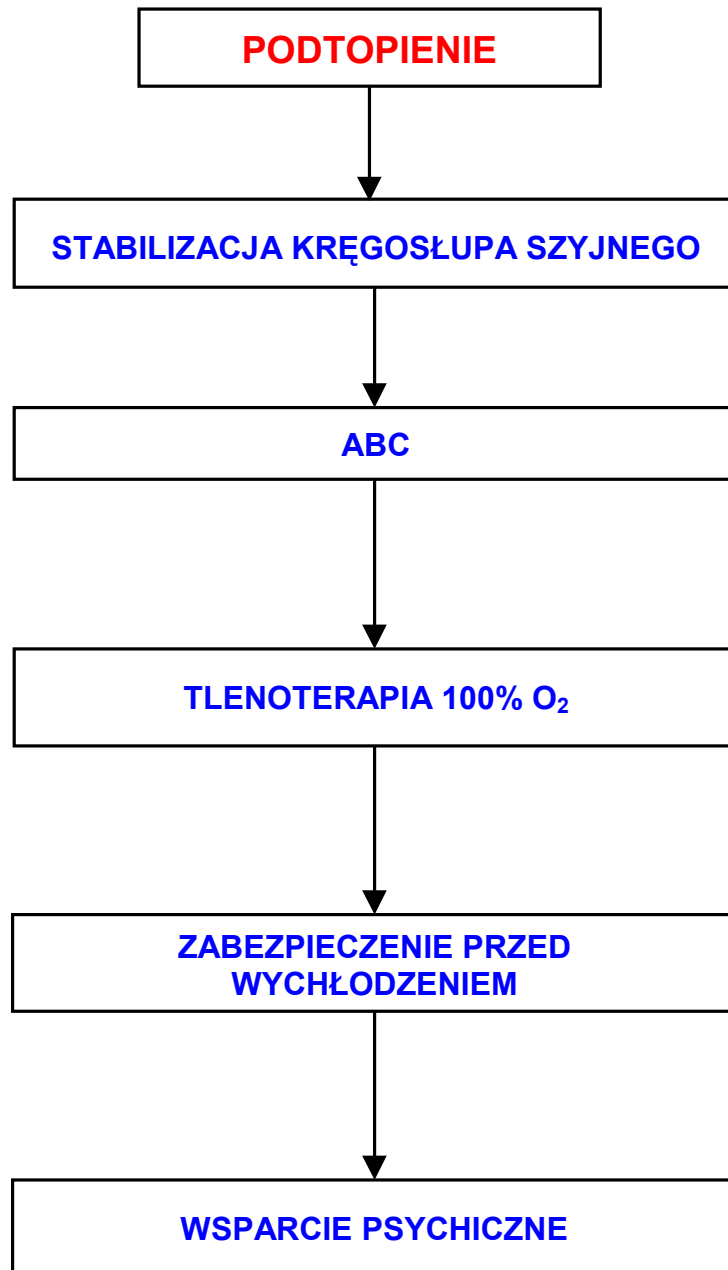 PODTOPIENIE
STABILIZACJA KRĘGOSŁUPA SZYJNEGO
ABC
TLENOTERAPIA 100% O₂
ZABEZPIECZENIE PRZED
WYCHŁODZENIEM
WSPARCIE PSYCHICZNE